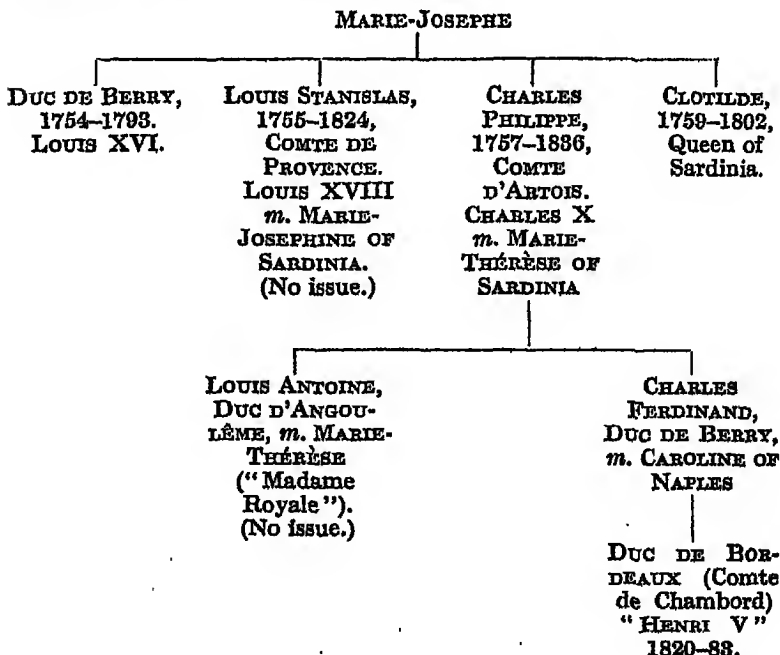 MARIE-JOSEPHE
DUC DE BERRY,
1754–1793.
LOUIS XVI.
LOUIS STANISLAS,
1755–1824,
COMTE DE
PROVENCE.
LOUIS XVIII
m. MARIE-
JOSEPHINE OF
SARDINIA.
(No issue.)
CHARLES
PHILIPPE,
1757–1836,
COMTE
D'ARTOIS.
CHARLES X
m. MARIE-
THÉRÈSE OF
SARDINIA
CLOTILDE,
1759–1802,
Queen of
Sardinia.
LOUIS ANTOINE,
DUC D'ANGOU-
LÊME, m. MARIE-
THÉRÈSE
("Madame
Royale").
(No issue.)
CHARLES
FERDINAND,
DUC DE BERRY,
m. CAROLINE OF
NAPLES
DUC DE BOR-
DEAUX (Comte
de Chambord)
"HENRI V"
1820–83.